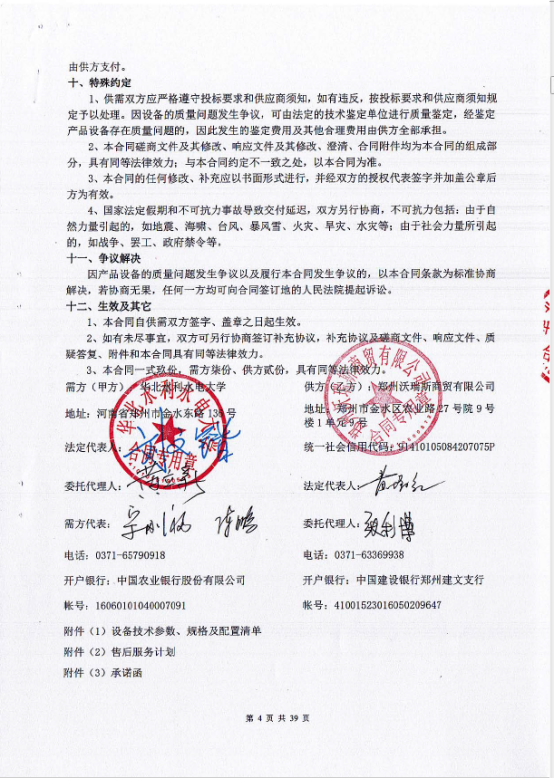 由供方支付。
十、特殊约定
1、供需双方应严格遵守投标要求和供应商须知，如有违反，按投标要求和供应商须知规
定予以处理。因设备的质量问题发生争议，可由法定的技术鉴定单位进行质量鉴定，经鉴定
产品设备存在质量问题的，因此发生的鉴定费用及其他合理费用由供方全部承担。
2、本合同磋商文件及其修改、响应文件及其修改、澄清、合同附件均为本合同的组成部
分，具有同等法律效力；与本合同约定不一致之处，以本合同为准。
3、本合同的任何修改、补充应以书面形式进行，并经双方的授权代表签字并加盖公章后
方为有效。
4、国家法定假期和不可抗力事故导致交付延迟，双方另行协商，不可抗力包括：由于自
然力量引起的，如地震、海啸、台风、暴风雪、火灾、旱灾、水灾等；由于社会力量所引起
的，如战争、罢工、政府禁令等。
十一、争议解决
因产品设备的质量问题发生争议以及履行本合同发生争议的，以本合同条款为标准协商
解决，若协商无果，任何一方均可向合同签订地的人民法院提起诉讼。
十二、生效及其它
1、本合同自供需方签字、盖章之日起生效。
2、如有未尽事宜，双方可另行协商签订补充协议，补充协议及磋商文件、响应文件、质
疑答复、附件和本合同具有同等法律效力。
3、本合同一式玖份，需方柒份、供方贰份，具有同等法律效力。
需方（甲方）：华北水利水电大学
供方（乙方）：郑州沃瑞斯商贸有限公司
地址：河南省郑州市金水东路 136 号
地址：郑州市金水区农业路 27 号院 9 号
楼 1 单元 9 号
法定代表人：
统一社会信用代码：91410105084207075P
华北水利水电大学
合同专用章
商贸有限公司
合同专用章
委托代理人：
法定代表人：
需方代表：
委托代理人：
电话：0371-65790918
电话：0371-63369938
开户银行：中国农业银行股份有限公司
开户银行：中国建设银行郑州建文支行
帐号：16060101040007091
帐号：41001523016050209647
附件（1）设备技术参数、规格及配置清单
附件（2）售后服务计划
附件（3）承诺函
第 4 页 共 39 页